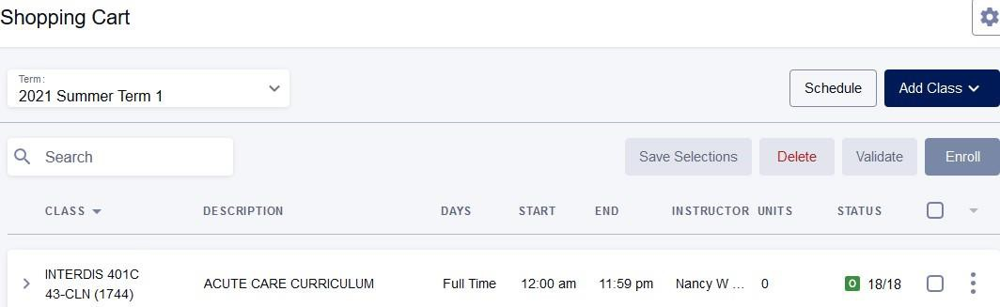 Shopping Cart
Term:
2021 Summer Term 1
Schedule
Add Class
Search
Save Selections
Delete
Validate
Enroll
CLASS
DESCRIPTION
DAYS
START
END
INSTRUCTOR
UNITS
STATUS
INTERDIS 401C
43-CLN (1744)
ACUTE CARE CURRICULUM
Full Time
12:00 am
11:59 pm
Nancy W ...
0
O 18/18